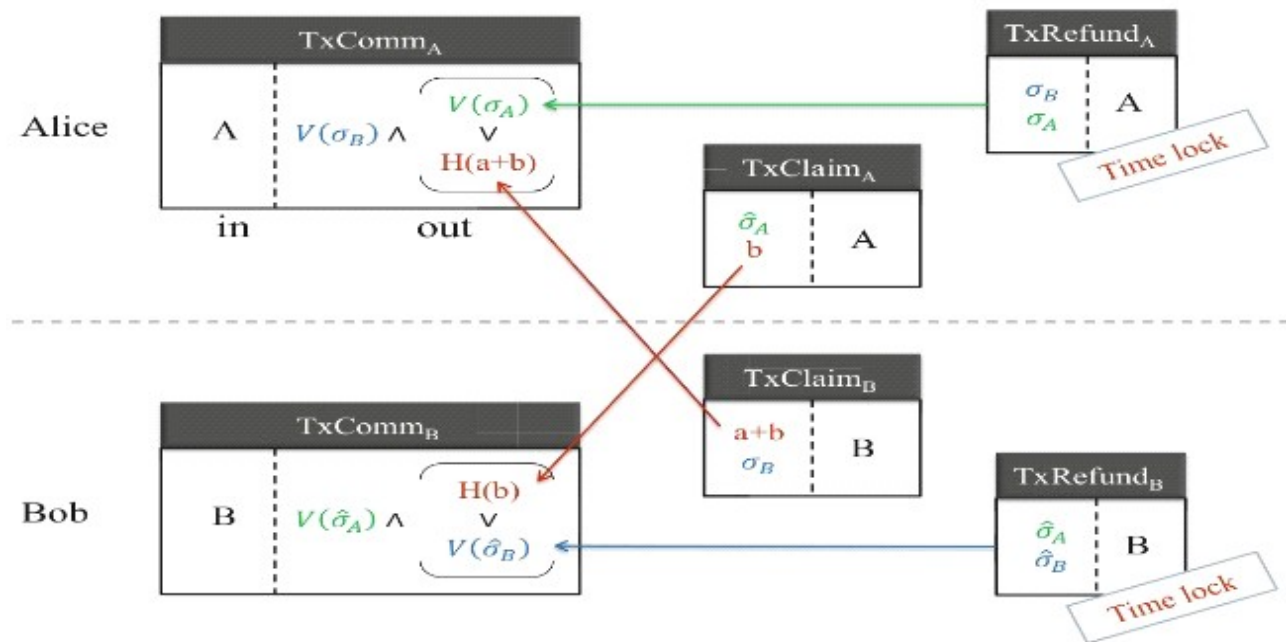 TxComm_A
TxRefund_A
Alice
Λ
V(σ_B) ∧
V(σ_A)
∨
H(a+b)
σ_B
σ_A
A
Time lock
in
out
TxClaim_A
σ̂_A
b
A
TxClaim_B
a+b
σ_B
B
TxComm_B
Bob
B
V(σ̂_A) ∧
H(b)
∨
V(σ̂_B)
TxRefund_B
σ̂_A
σ̂_B
B
Time lock